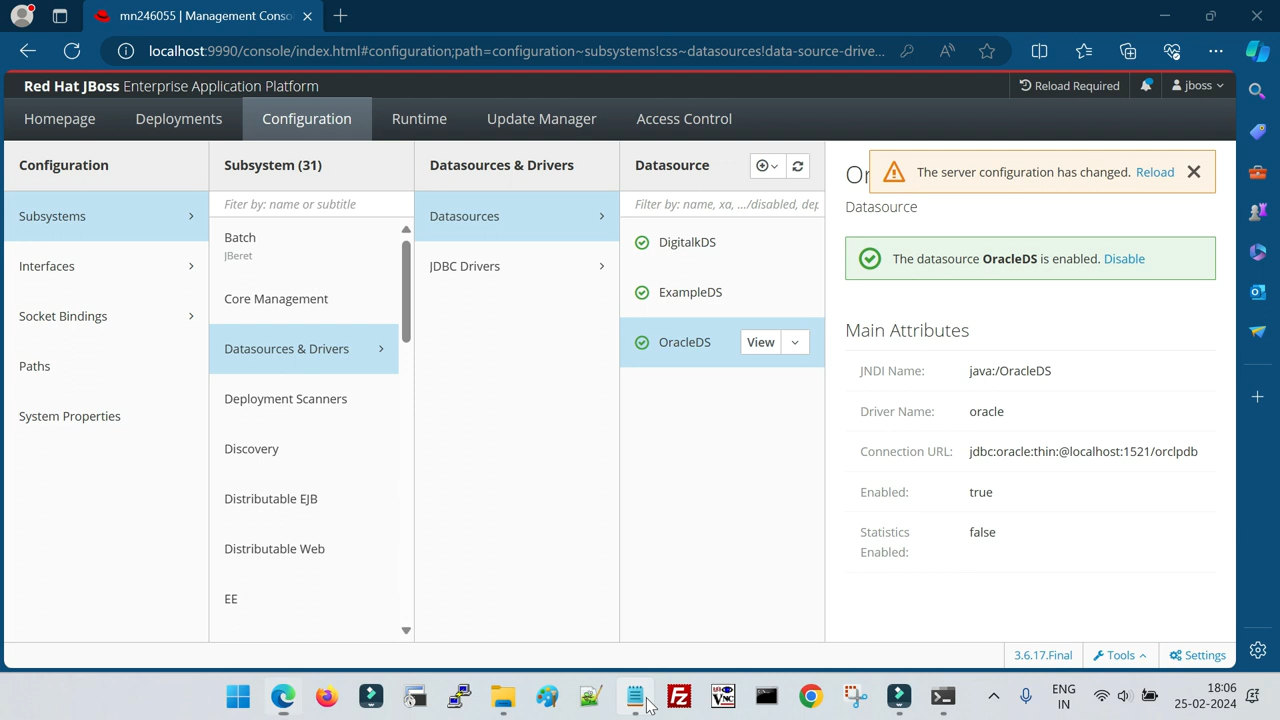 mn246055 | Management Conso
localhost:9990/console/index.html#configuration;path=configuration~subsystems!css~datasources!data-source-drive...
Red Hat JBoss Enterprise Application Platform
Reload Required
jboss
Homepage
Deployments
Configuration
Runtime
Update Manager
Access Control
Configuration
Subsystems
Interfaces
Socket Bindings
Paths
System Properties
Subsystem (31)
Fiter by: name or subtitle
Batch
JBeret
Core Management
Datasources & Drivers
Deployment Scanners
Discovery
Distributable EJB
Distributable Web
EE
Datasources & Drivers
Datasources
JDBC Drivers
Datasource
Filter by: name, xa, .../disabled, dep
DigitalkDS
ExampleDS
OracleDS
View
Or
The server configuration has changed. Reload
Datasource
The datasource OracleDS is enabled. Disable
Main Attributes
JNDI Name: java:/OracleDS
Driver Name: oracle
Connection URL: jdbc:oracle:thin:@localhost:1521/orclpdb
Enabled: true
Statistics Enabled: false
3.6.17.Final
Tools
Settings
ENG
IN
18:06
25-02-2024